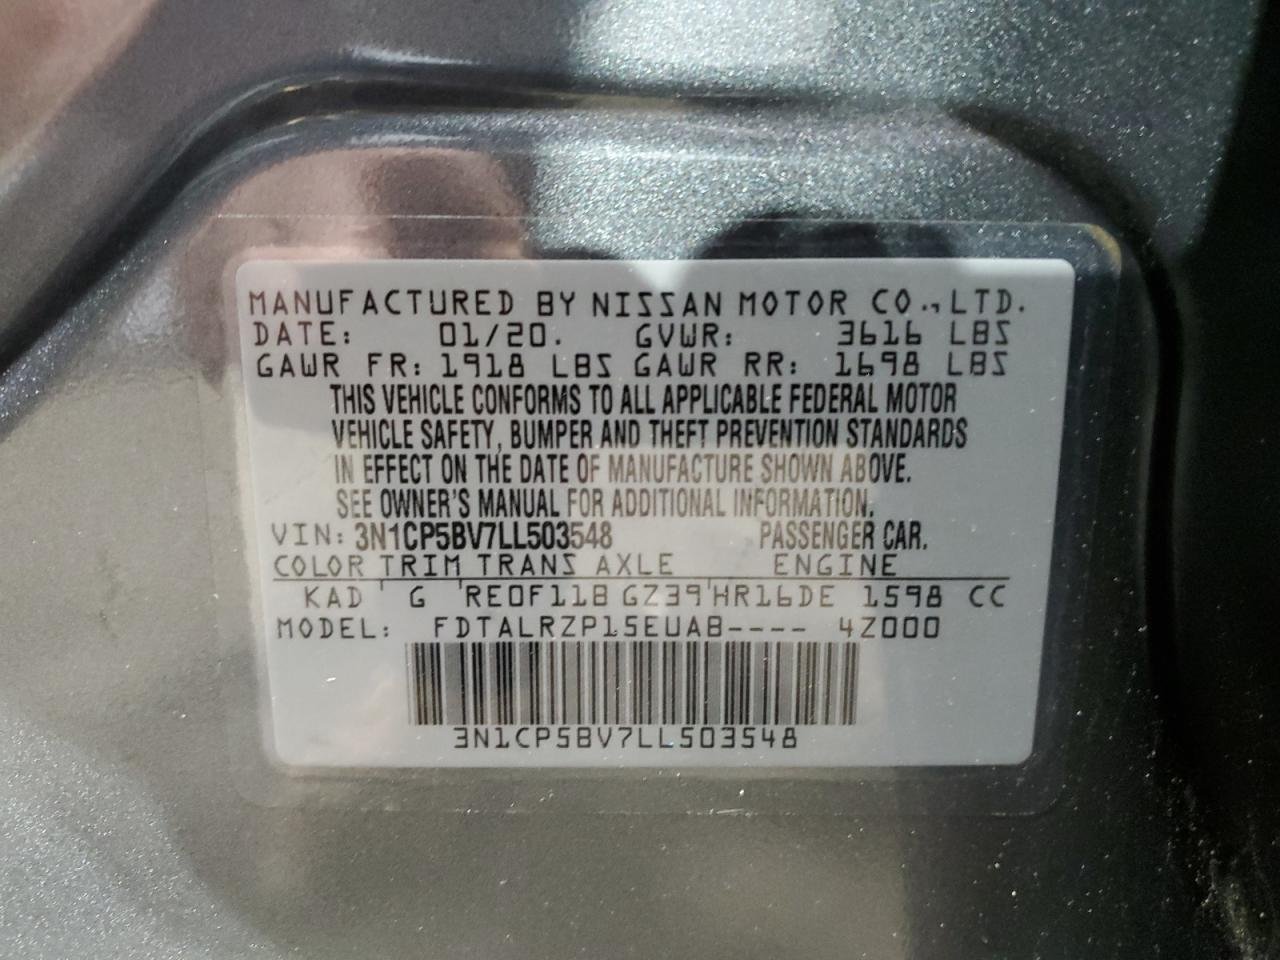 MANUFACTURED BY NISSAN MOTOR CO., LTD.
DATE: 01/20. GVWR: 3616 LBS
GAWR FR: 1918 LBS GAWR RR: 1698 LBS
THIS VEHICLE CONFORMS TO ALL APPLICABLE FEDERAL MOTOR
VEHICLE SAFETY, BUMPER AND THEFT PREVENTION STANDARDS
IN EFFECT ON THE DATE OF MANUFACTURE SHOWN ABOVE.
SEE OWNER'S MANUAL FOR ADDITIONAL INFORMATION.
VIN: 3N1CP5BV7LL503548 PASSENGER CAR.
COLOR TRIM TRANS AXLE ENGINE
KAD G RE0F11B GZ39 HR16DE 1598 CC
MODEL: FDTALRZP15EUAB---- 4Z000
3N1CP5BV7LL503548